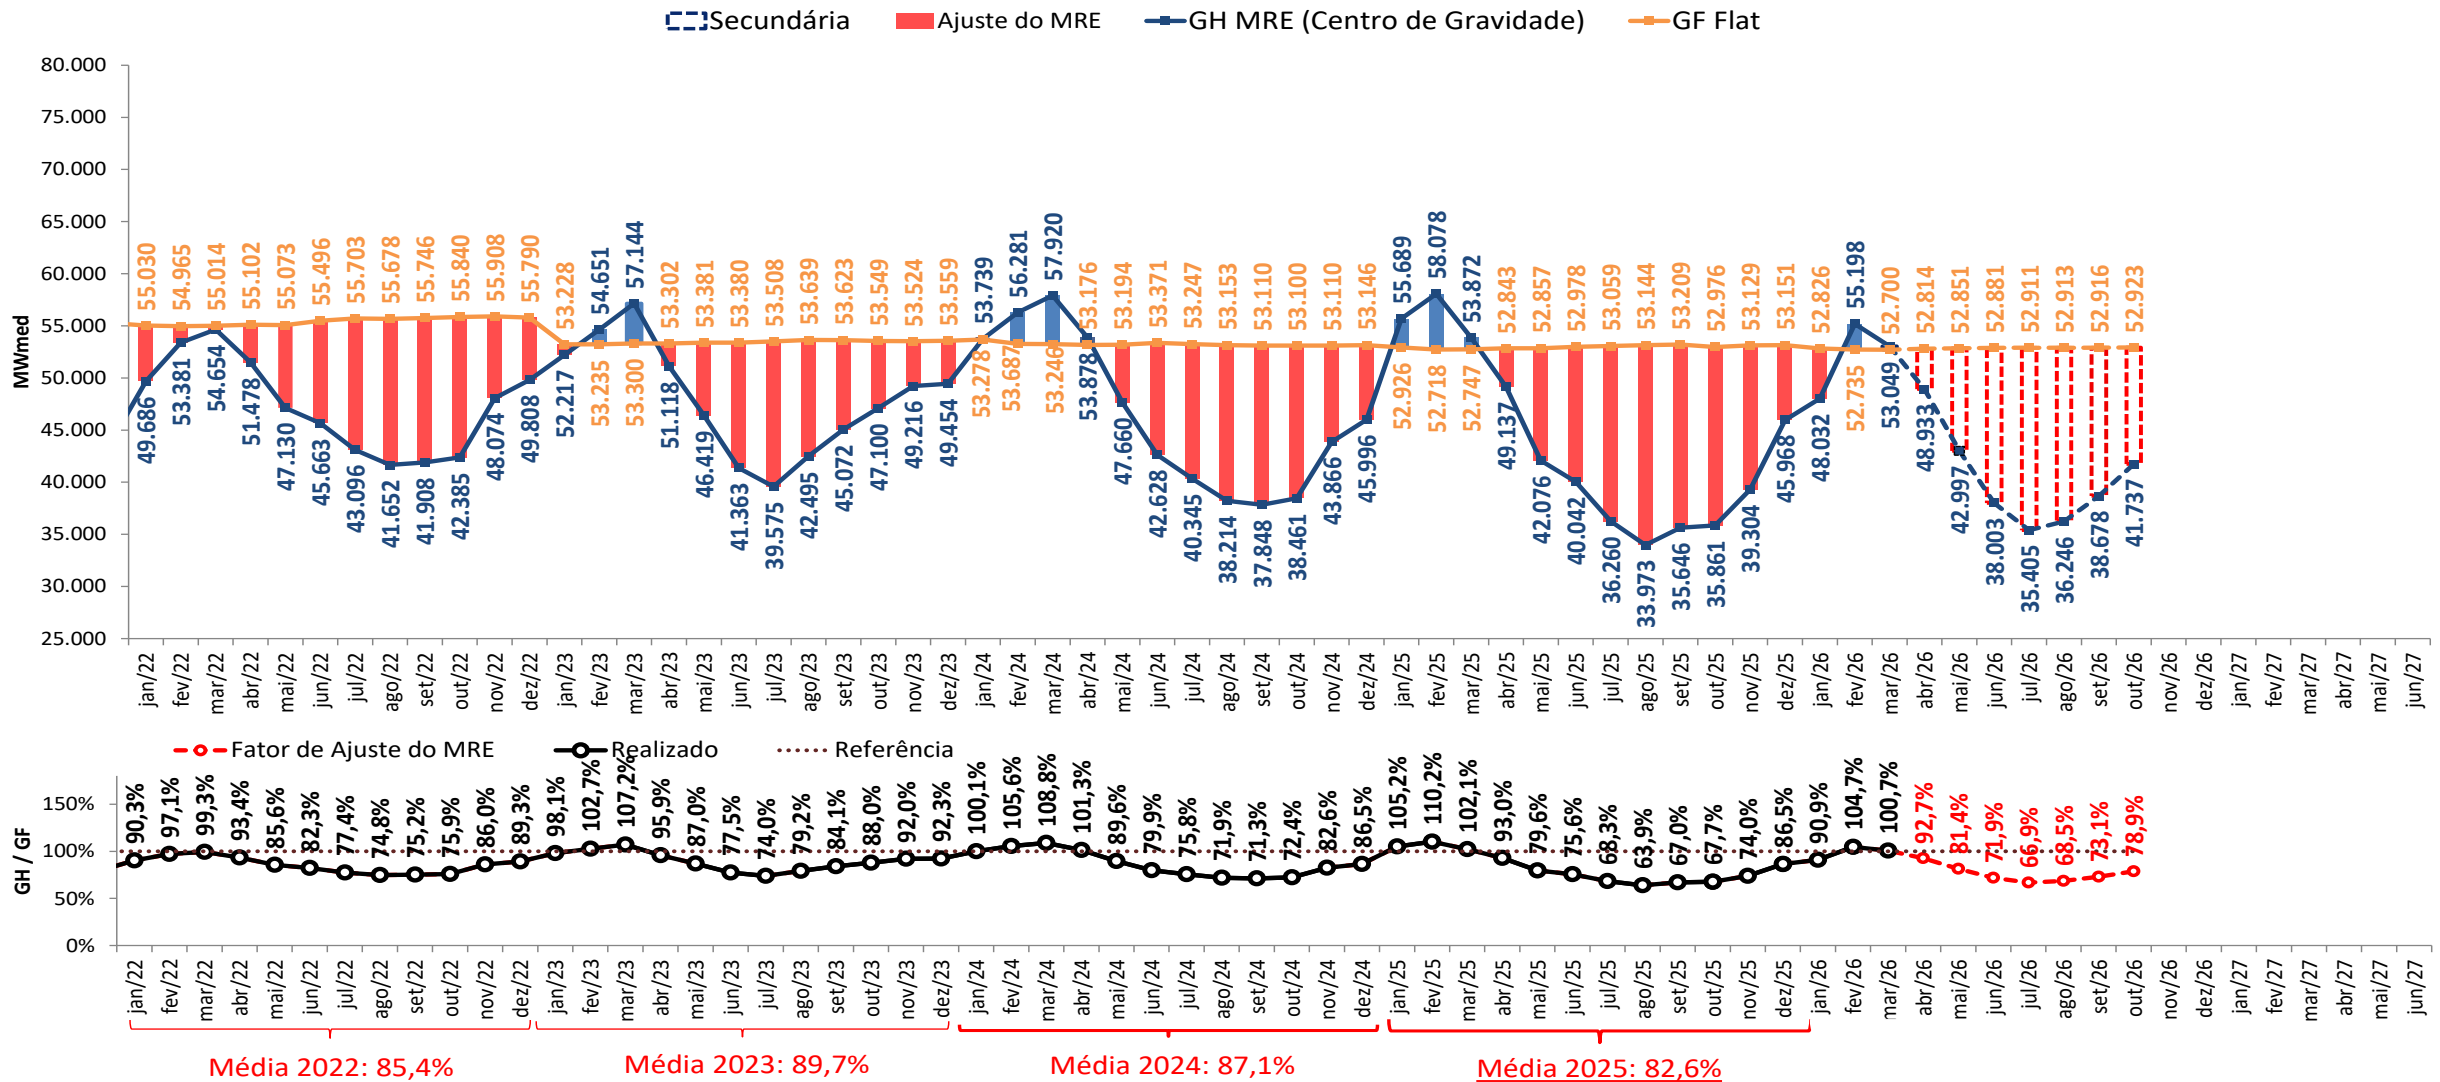 Secundária Ajuste do MRE GH MRE (Centro de Gravidade) GF Flat
MWmed
80.000
75.000
70.000
65.000
60.000
55.000
50.000
45.000
40.000
35.000
30.000
25.000
55.030 54.965 55.014 55.102 55.073 55.496 55.703 55.678 55.746 55.840 55.908 55.790 53.228 54.651 57.144 53.302 53.381 53.380 53.508 53.639 53.623 53.549 53.524 53.559 53.739 56.281 57.920 53.176 53.194 53.371 53.247 53.153 53.110 53.100 53.110 53.146 55.689 58.078 53.872 52.843 52.857 52.978 53.059 53.144 53.209 52.976 53.129 53.151 52.826 55.198 52.700 52.814 52.851 52.881 52.911 52.913 52.916 52.923
49.686 53.381 54.654 51.478 47.130 45.663 43.096 41.652 41.908 42.385 48.074 49.808 52.217 53.235 53.300 51.118 46.419 41.363 39.575 42.495 45.072 47.100 49.216 49.454 53.278 53.687 53.246 53.878 47.660 42.628 40.345 38.214 37.848 38.461 43.866 45.996 52.926 52.718 52.747 49.137 42.076 40.042 36.260 33.973 35.646 35.861 39.304 45.968 48.032 52.735 53.049 48.933 42.997 38.003 35.405 36.246 38.678 41.737
jan/22 fev/22 mar/22 abr/22 mai/22 jun/22 jul/22 ago/22 set/22 out/22 nov/22 dez/22 jan/23 fev/23 mar/23 abr/23 mai/23 jun/23 jul/23 ago/23 set/23 out/23 nov/23 dez/23 jan/24 fev/24 mar/24 abr/24 mai/24 jun/24 jul/24 ago/24 set/24 out/24 nov/24 dez/24 jan/25 fev/25 mar/25 abr/25 mai/25 jun/25 jul/25 ago/25 set/25 out/25 nov/25 dez/25 jan/26 fev/26 mar/26 abr/26 mai/26 jun/26 jul/26 ago/26 set/26 out/26 nov/26 dez/26 jan/27 fev/27 mar/27 abr/27 mai/27 jun/27
Fator de Ajuste do MRE Realizado Referência
GH / GF
150%
100%
50%
0%
90,3% 97,1% 99,3% 93,4% 85,6% 82,3% 77,4% 74,8% 75,2% 75,9% 86,0% 89,3% 98,1% 102,7% 107,2% 95,9% 87,0% 77,5% 74,0% 79,2% 84,1% 88,0% 92,0% 92,3% 100,1% 105,6% 108,8% 101,3% 89,6% 79,9% 75,8% 71,9% 71,3% 72,4% 82,6% 86,5% 105,2% 110,2% 102,1% 93,0% 79,6% 75,6% 68,3% 63,9% 67,0% 67,7% 74,0% 86,5% 90,9% 104,7% 100,7% 92,7% 81,4% 71,9% 66,9% 68,5% 73,1% 78,9%
jan/22 fev/22 mar/22 abr/22 mai/22 jun/22 jul/22 ago/22 set/22 out/22 nov/22 dez/22 jan/23 fev/23 mar/23 abr/23 mai/23 jun/23 jul/23 ago/23 set/23 out/23 nov/23 dez/23 jan/24 fev/24 mar/24 abr/24 mai/24 jun/24 jul/24 ago/24 set/24 out/24 nov/24 dez/24 jan/25 fev/25 mar/25 abr/25 mai/25 jun/25 jul/25 ago/25 set/25 out/25 nov/25 dez/25 jan/26 fev/26 mar/26 abr/26 mai/26 jun/26 jul/26 ago/26 set/26 out/26 nov/26 dez/26 jan/27 fev/27 mar/27 abr/27 mai/27 jun/27
Média 2022: 85,4% Média 2023: 89,7% Média 2024: 87,1% Média 2025: 82,6%